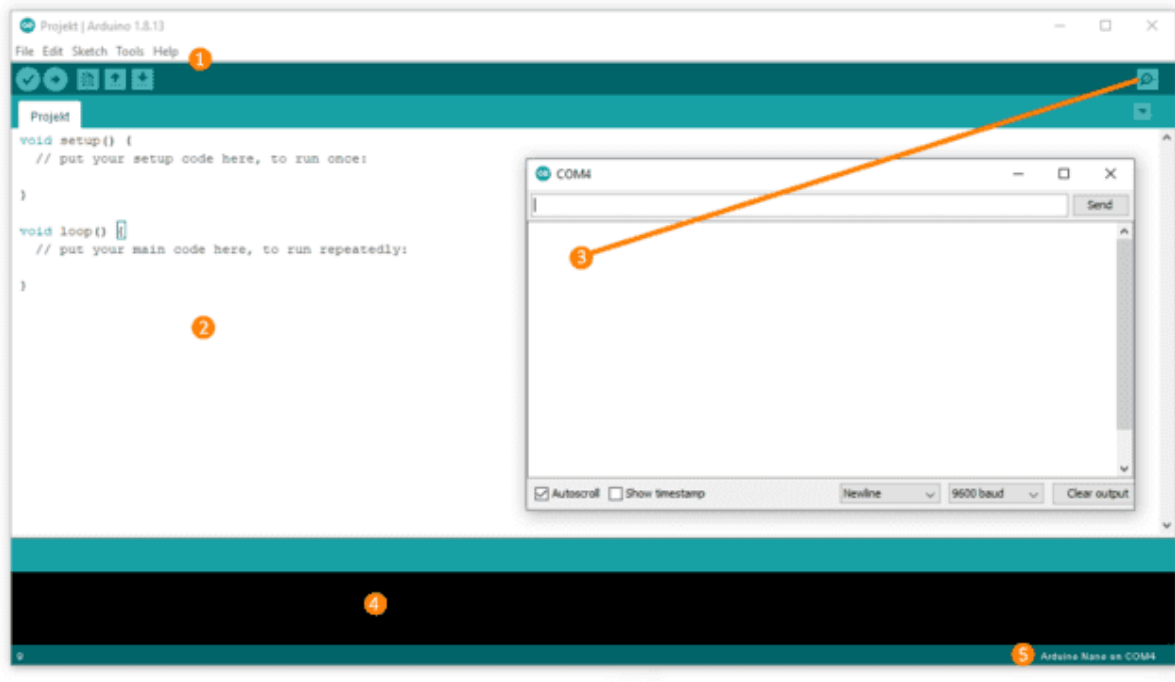 Projekt | Arduino 1.8.13
File Edit Sketch Tools Help
1
Projekt
void setup() {
// put your setup code here, to run once:
}
void loop() {
// put your main code here, to run repeatedly:
}
2
COM4
Send
3
Autoscroll Show timestamp Newline 9600 baud Clear output
4
9
5 Arduino Nano on COM4